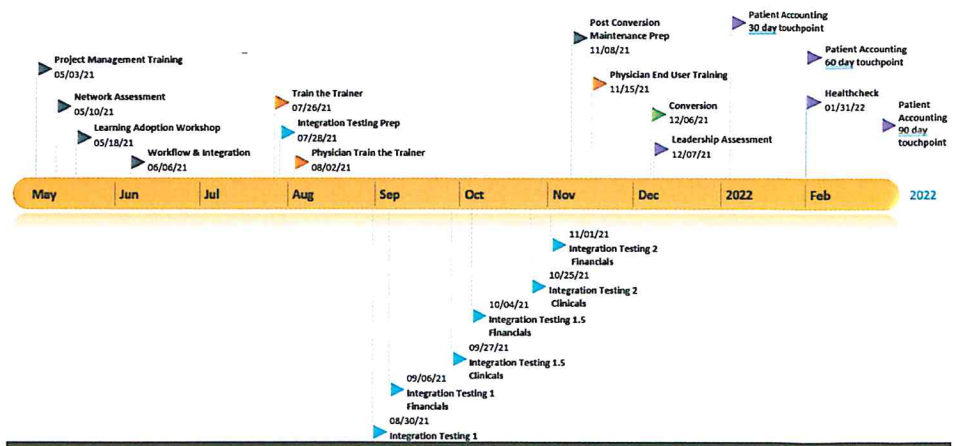 Project Management Training
05/03/21
Network Assessment
05/10/21
Learning Adoption Workshop
05/18/21
Workflow & Integration
06/06/21
Train the Trainer
07/26/21
Integration Testing Prep
07/28/21
Physician Train the Trainer
08/02/21
Post Conversion
Maintenance Prep
11/08/21
Physician End User Training
11/15/21
Conversion
12/06/21
Leadership Assessment
12/07/21
Patient Accounting
30 day touchpoint
Patient Accounting
60 day touchpoint
Healthcheck
01/31/22
Patient
Accounting
90 day
touchpoint
May Jun Jul Aug Sep Oct Nov Dec 2022 Feb 2022
11/01/21
Integration Testing 2
Financials
10/25/21
Integration Testing 2
Clinicals
10/04/21
Integration Testing 1.5
Financials
09/27/21
Integration Testing 1.5
Clinicals
09/06/21
Integration Testing 1
Financials
08/30/21
Integration Testing 1